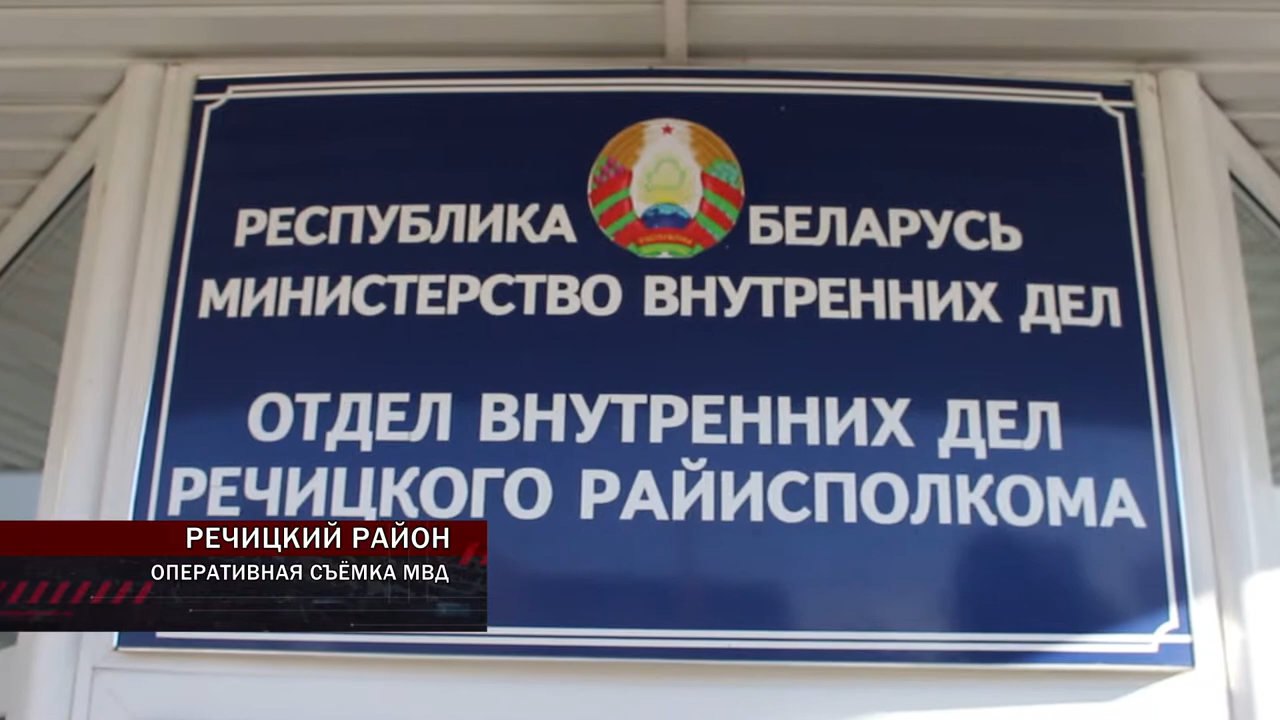 РЕСПУБЛИКА БЕЛАРУСЬ
МИНИСТЕРСТВО ВНУТРЕННИХ ДЕЛ
ОТДЕЛ ВНУТРЕННИХ ДЕЛ
РЕЧИЦКОГО РАЙИСПОЛКОМА
РЕЧИЦКИЙ РАЙОН
ОПЕРАТИВНАЯ СЪЁМКА МВД